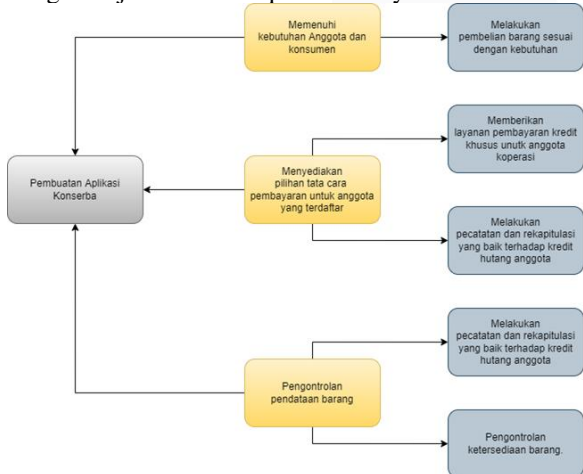 Memenuhi
kebutuhan Anggota dan
konsumen
Melakukan
pembelian barang sesuai
dengan kebutuhan
Memberikan
layanan pembayaran kredit
khusus unutk anggota
koperasi
Pembuatan Aplikasi
Konserba
Menyediakan
pilihan tata cara
pembayaran untuk anggota
yang terdaftar
Melakukan
pecatatan dan rekapitulasi
yang baik terhadap kredit
hutang anggota
Melakukan
pecatatan dan rekapitulasi
yang baik terhadap kredit
hutang anggota
Pengontrolan
pendataan barang
Pengontrolan
ketersediaan barang.